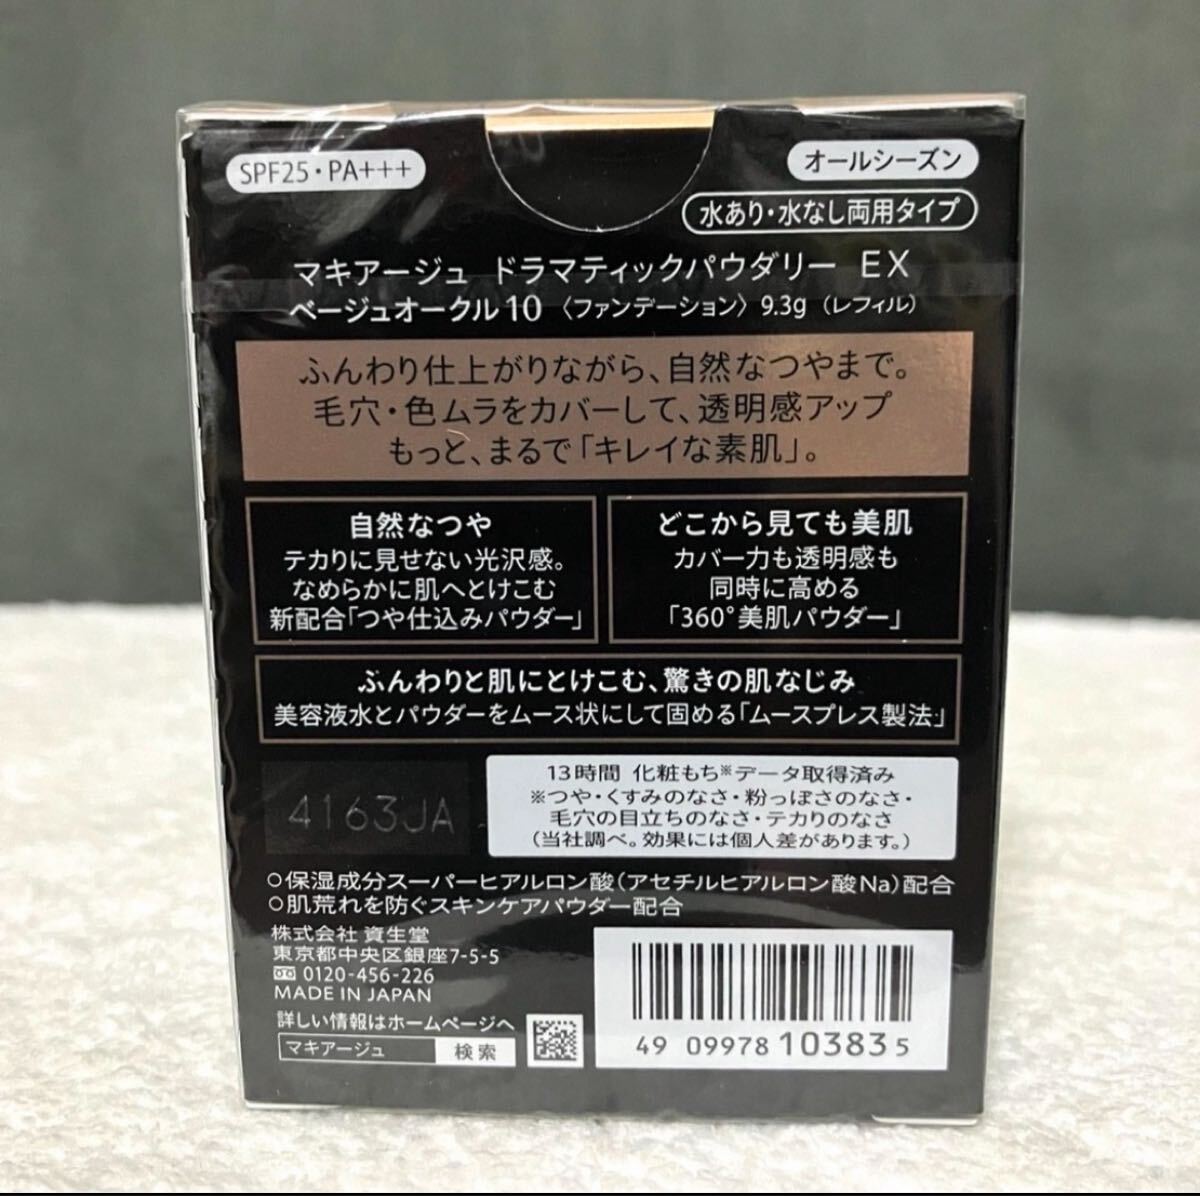 SPF25・PA+++
オールシーズン
水あり・水なし両用タイプ
マキアージュ ドラマティックパウダリー EX
ベージュオークル10 〈ファンデーション〉 9.3g (レフィル)
ふんわり仕上がりながら、自然なつやまで。
毛穴・色ムラをカバーして、透明感アップ
もっと、まるで「キレイな素肌」。
自然なつや
テカりに見せない光沢感。
なめらかに肌へとけこむ
新配合「つや仕込みパウダー」
どこから見ても美肌
カバー力も透明感も
同時に高める
「360°美肌パウダー」
ふんわりと肌にとけこむ、驚きの肌なじみ
美容液水とパウダーをムース状にして固める「ムースプレス製法」
4163JA
13時間 化粧もち※データ取得済み
※つや・くすみのなさ・粉っぽさのなさ・
毛穴の目立ちのなさ・テカりのなさ
(当社調べ。効果には個人差があります。)
○保湿成分スーパーヒアルロン酸(アセチルヒアルロン酸Na)配合
○肌荒れを防ぐスキンケアパウダー配合
株式会社 資生堂
東京都中央区銀座7-5-5
0120-456-226
MADE IN JAPAN
詳しい情報はホームページへ
マキアージュ 検索
49 09978 10383 5